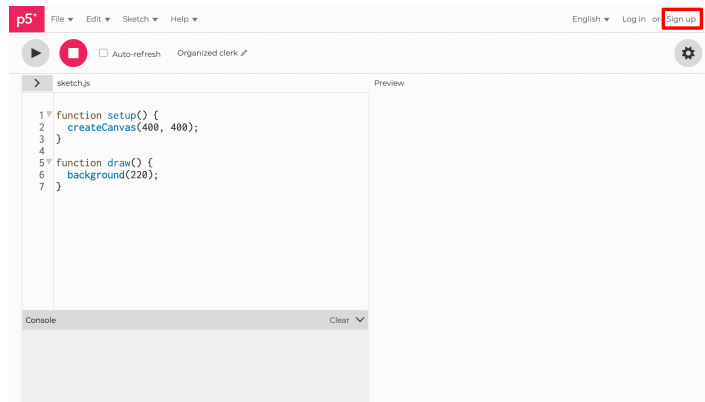 p5* File Edit Sketch Help English Log in or Sign up
Auto-refresh Organized clerk
sketch.js Preview
1 function setup() {
2 createCanvas(400, 400);
3 }
4
5 function draw() {
6 background(220);
7 }
Console Clear